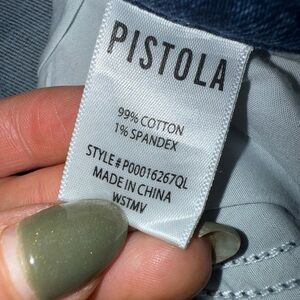 PISTOLA
99% COTTON
1% SPANDEX
STYLE # P00016267QL
MADE IN CHINA
WSTMV